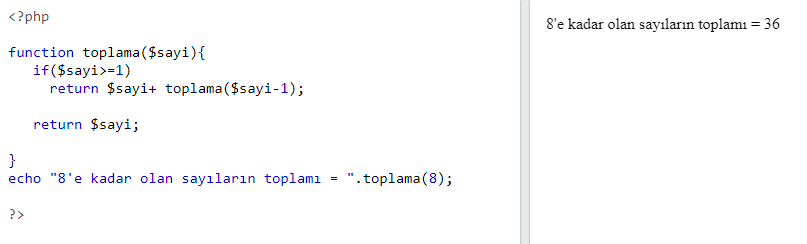 <?php
function toplama($sayi){
if($sayi>=1)
return $sayi+ toplama($sayi-1);
return $sayi;
}
echo "8'e kadar olan sayıların toplamı = ".toplama(8);
?>
8'e kadar olan sayıların toplamı = 36